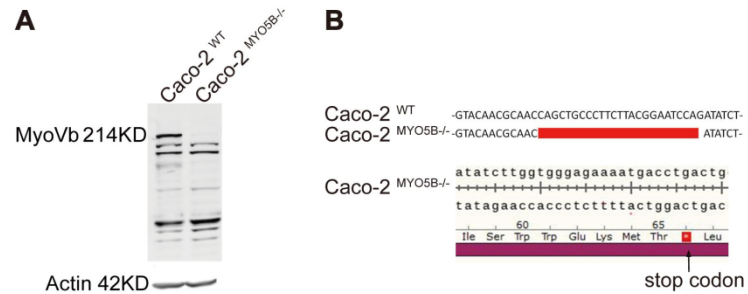 A
Caco-2 WT
Caco-2 MYO5B-/-
MyoVb 214KD
Actin 42KD
B
Caco-2 WT -GTACAACGCAACCAGCTGCCCTTCTTACGGAATCCAGATATCT-
Caco-2 MYO5B-/- -GTACAACGCAAC ATATCT-
Caco-2 MYO5B-/-
atatcttggtgggagaaaatgacctgactg
tatagaaccaccctcttttactggactgac
60 65
Ile Ser Trp Trp Glu Lys Met Thr * Leu
stop codon